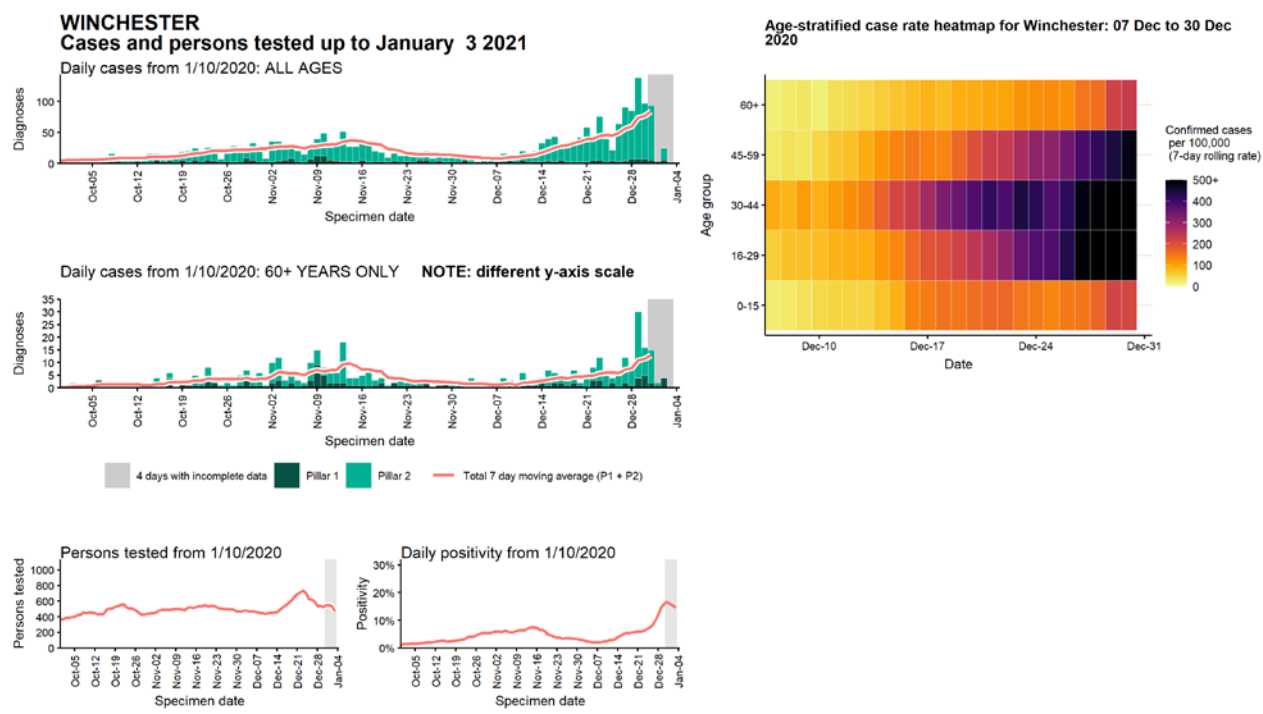 WINCHESTER
Cases and persons tested up to January 3 2021
Daily cases from 1/10/2020: ALL AGES
Diagnoses
100
50
0
Oct-05
Oct-12
Oct-19
Oct-26
Nov-02
Nov-09
Nov-16
Nov-23
Nov-30
Dec-07
Dec-14
Dec-21
Dec-28
Jan-04
Specimen date
Daily cases from 1/10/2020: 60+ YEARS ONLY NOTE: different y-axis scale
Diagnoses
35
30
25
20
15
10
5
0
Oct-05
Oct-12
Oct-19
Oct-26
Nov-02
Nov-09
Nov-16
Nov-23
Nov-30
Dec-07
Dec-14
Dec-21
Dec-28
Jan-04
Specimen date
4 days with incomplete data
Pillar 1
Pillar 2
Total 7 day moving average (P1 + P2)
Persons tested from 1/10/2020
Persons tested
1000
800
600
400
200
0
Oct-05
Oct-12
Oct-19
Oct-26
Nov-02
Nov-09
Nov-16
Nov-23
Nov-30
Dec-07
Dec-14
Dec-21
Dec-28
Jan-04
Specimen date
Daily positivity from 1/10/2020
Positivity
30%
20%
10%
0%
Oct-05
Oct-12
Oct-19
Oct-26
Nov-02
Nov-09
Nov-16
Nov-23
Nov-30
Dec-07
Dec-14
Dec-21
Dec-28
Jan-04
Specimen date
Age-stratified case rate heatmap for Winchester: 07 Dec to 30 Dec
2020
Age group
60+
45-59
30-44
16-29
0-15
Dec-10
Dec-17
Dec-24
Dec-31
Date
Confirmed cases
per 100,000
(7-day rolling rate)
500+
400
300
200
100
0